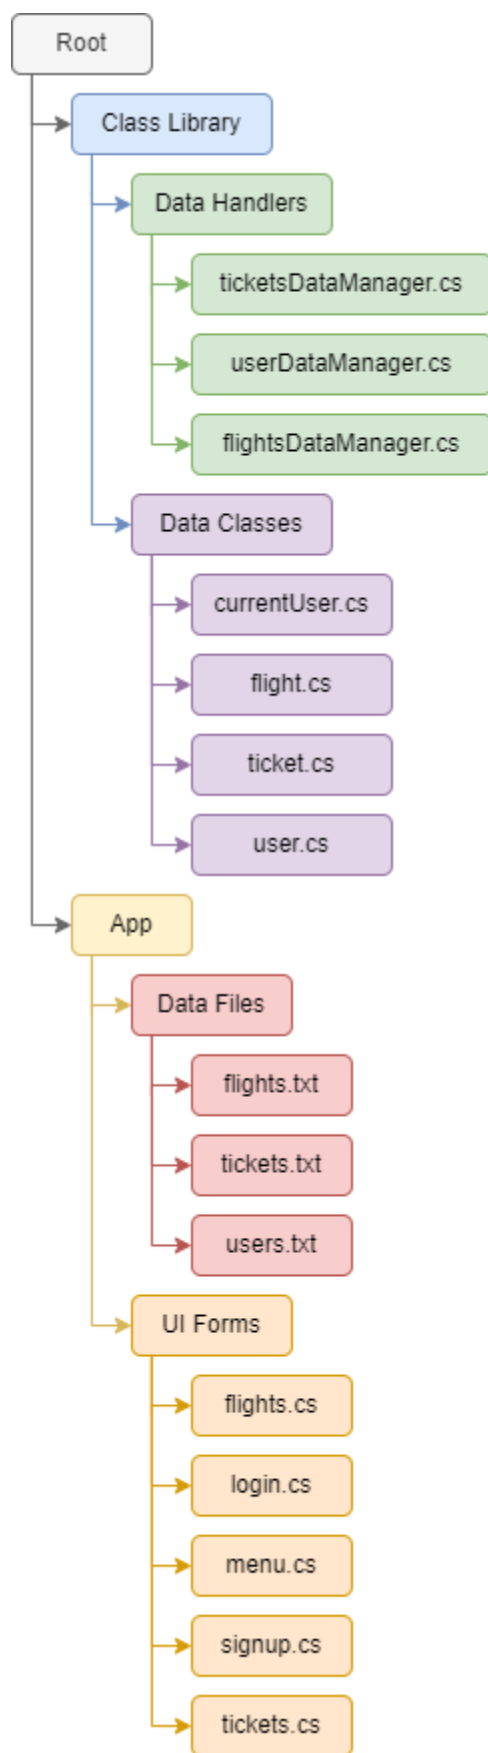 Root
Class Library
Data Handlers
ticketsDataManager.cs
userDataManager.cs
flightsDataManager.cs
Data Classes
currentUser.cs
flight.cs
ticket.cs
user.cs
App
Data Files
flights.txt
tickets.txt
users.txt
UI Forms
flights.cs
login.cs
menu.cs
signup.cs
tickets.cs